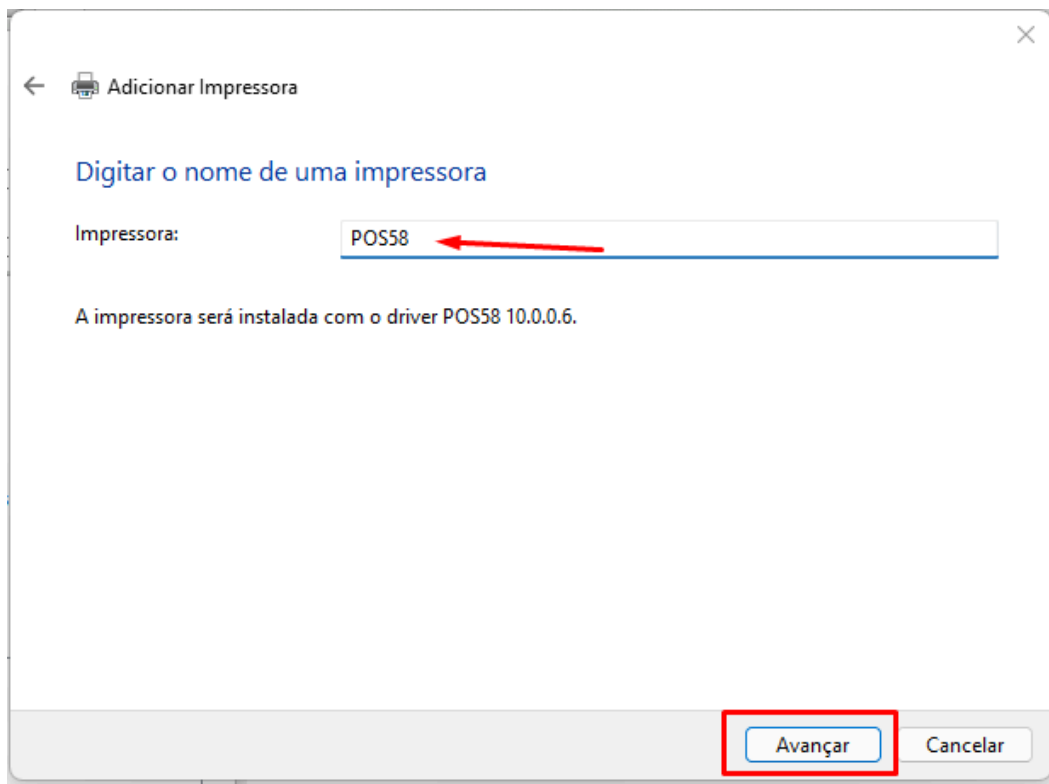 Adicionar Impressora
Digitar o nome de uma impressora
Impressora: POS58
A impressora será instalada com o driver POS58 10.0.0.6.
Avançar Cancelar